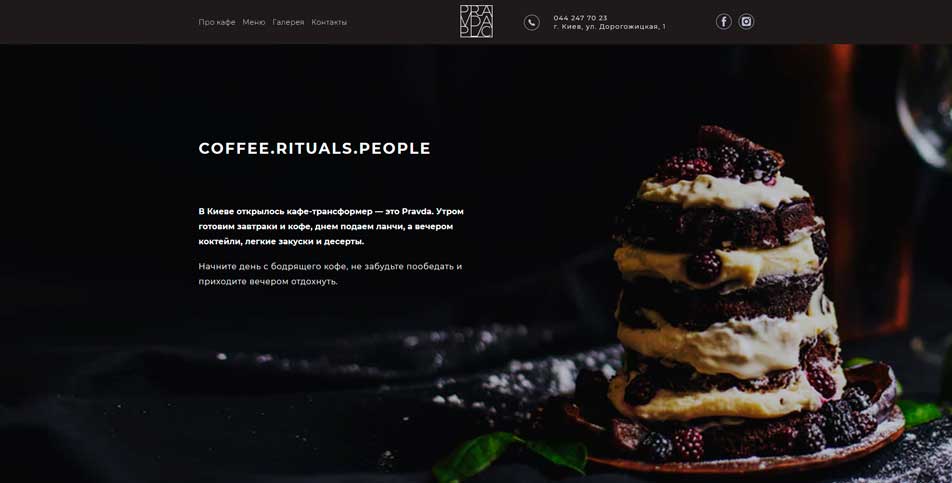 Про кафе Меню Галерея Контакты
PRA
VDA
PLAC
044 247 70 23
г. Киев, ул. Дорогожицкая, 1
COFFEE.RITUALS.PEOPLE
В Киеве открылось кафе-трансформер — это Pravda. Утром
готовим завтраки и кофе, днем подаем ланчи, а вечером
коктейли, легкие закуски и десерты.
Начните день с бодрящего кофе, не забудьте пообедать и
приходите вечером отдохнуть.